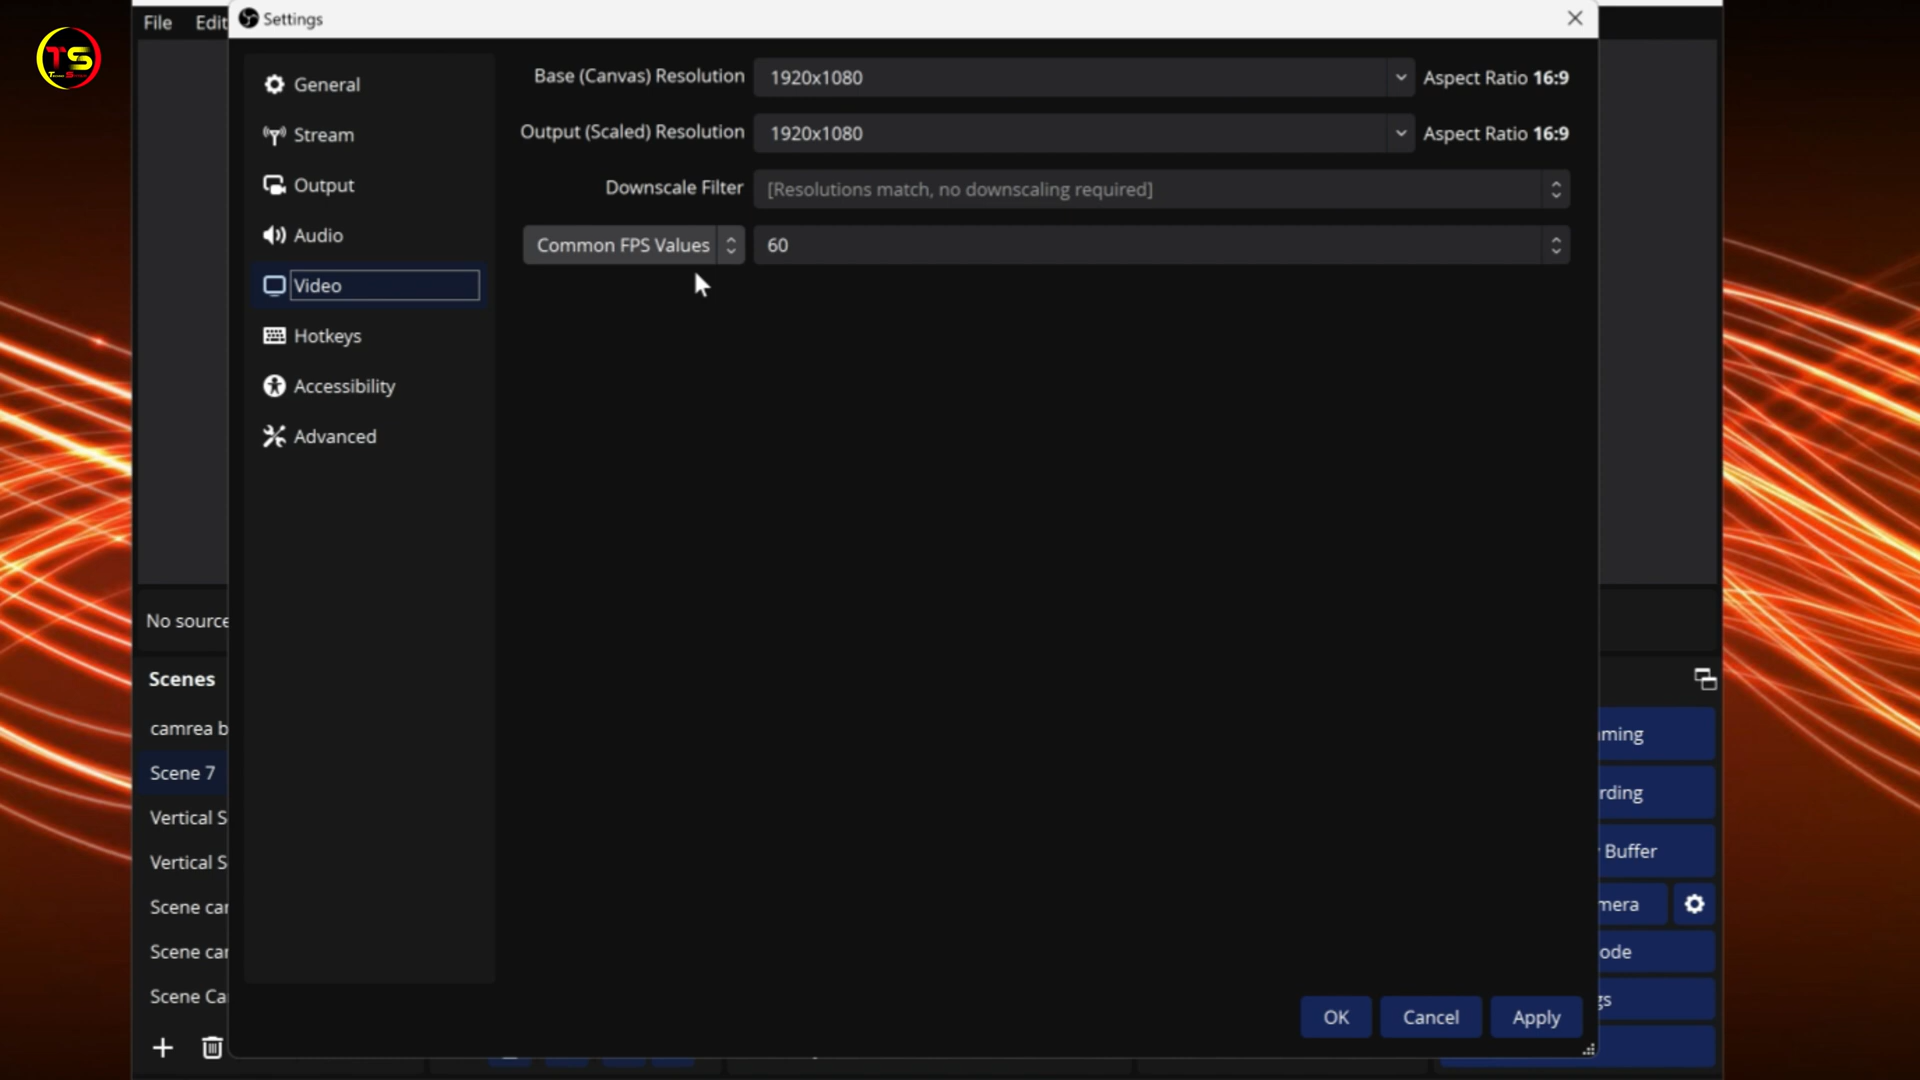 TS
File Edit
Settings
General
Stream
Output
Audio
Video
Hotkeys
Accessibility
Advanced
Base (Canvas) Resolution 1920x1080 Aspect Ratio 16:9
Output (Scaled) Resolution 1920x1080 Aspect Ratio 16:9
Downscale Filter [Resolutions match, no downscaling required]
Common FPS Values 60
No source
Scenes
camrea b
Scene 7
Vertical S
Vertical S
Scene car
Scene car
Scene Ca
ming
rding
Buffer
mera
ode
gs
OK Cancel Apply